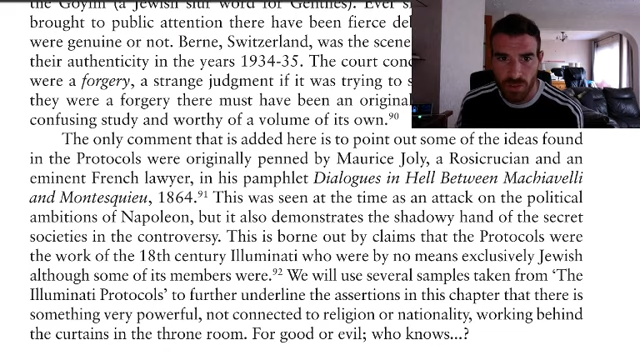 the Goyim (a Jewish slur word for Gentiles). Ever s
brought to public attention there have been fierce del
were genuine or not. Berne, Switzerland, was the scene
their authenticity in the years 1934-35. The court conc
were a forgery, a strange judgment if it was trying to s
they were a forgery there must have been an original
confusing study and worthy of a volume of its own.90
The only comment that is added here is to point out some of the ideas found
in the Protocols were originally penned by Maurice Joly, a Rosicrucian and an
eminent French lawyer, in his pamphlet Dialogues in Hell Between Machiavelli
and Montesquieu, 1864.91 This was seen at the time as an attack on the political
ambitions of Napoleon, but it also demonstrates the shadowy hand of the secret
societies in the controversy. This is borne out by claims that the Protocols were
the work of the 18th century Illuminati who were by no means exclusively Jewish
although some of its members were.92 We will use several samples taken from ‘The
Illuminati Protocols’ to further underline the assertions in this chapter that there is
something very powerful, not connected to religion or nationality, working behind
the curtains in the throne room. For good or evil; who knows...?